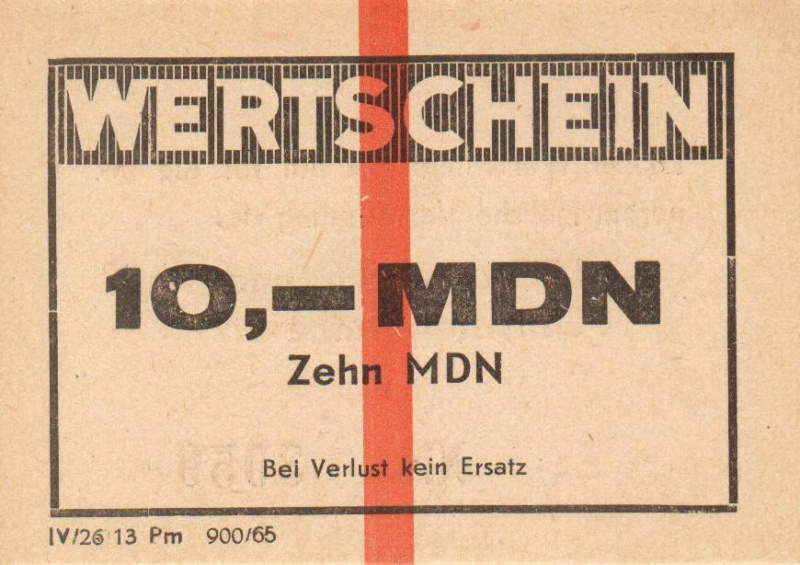 WERTSCHEIN
10,— MDN
Zehn MDN
Bei Verlust kein Ersatz
IV/26 13 Pm 900/65